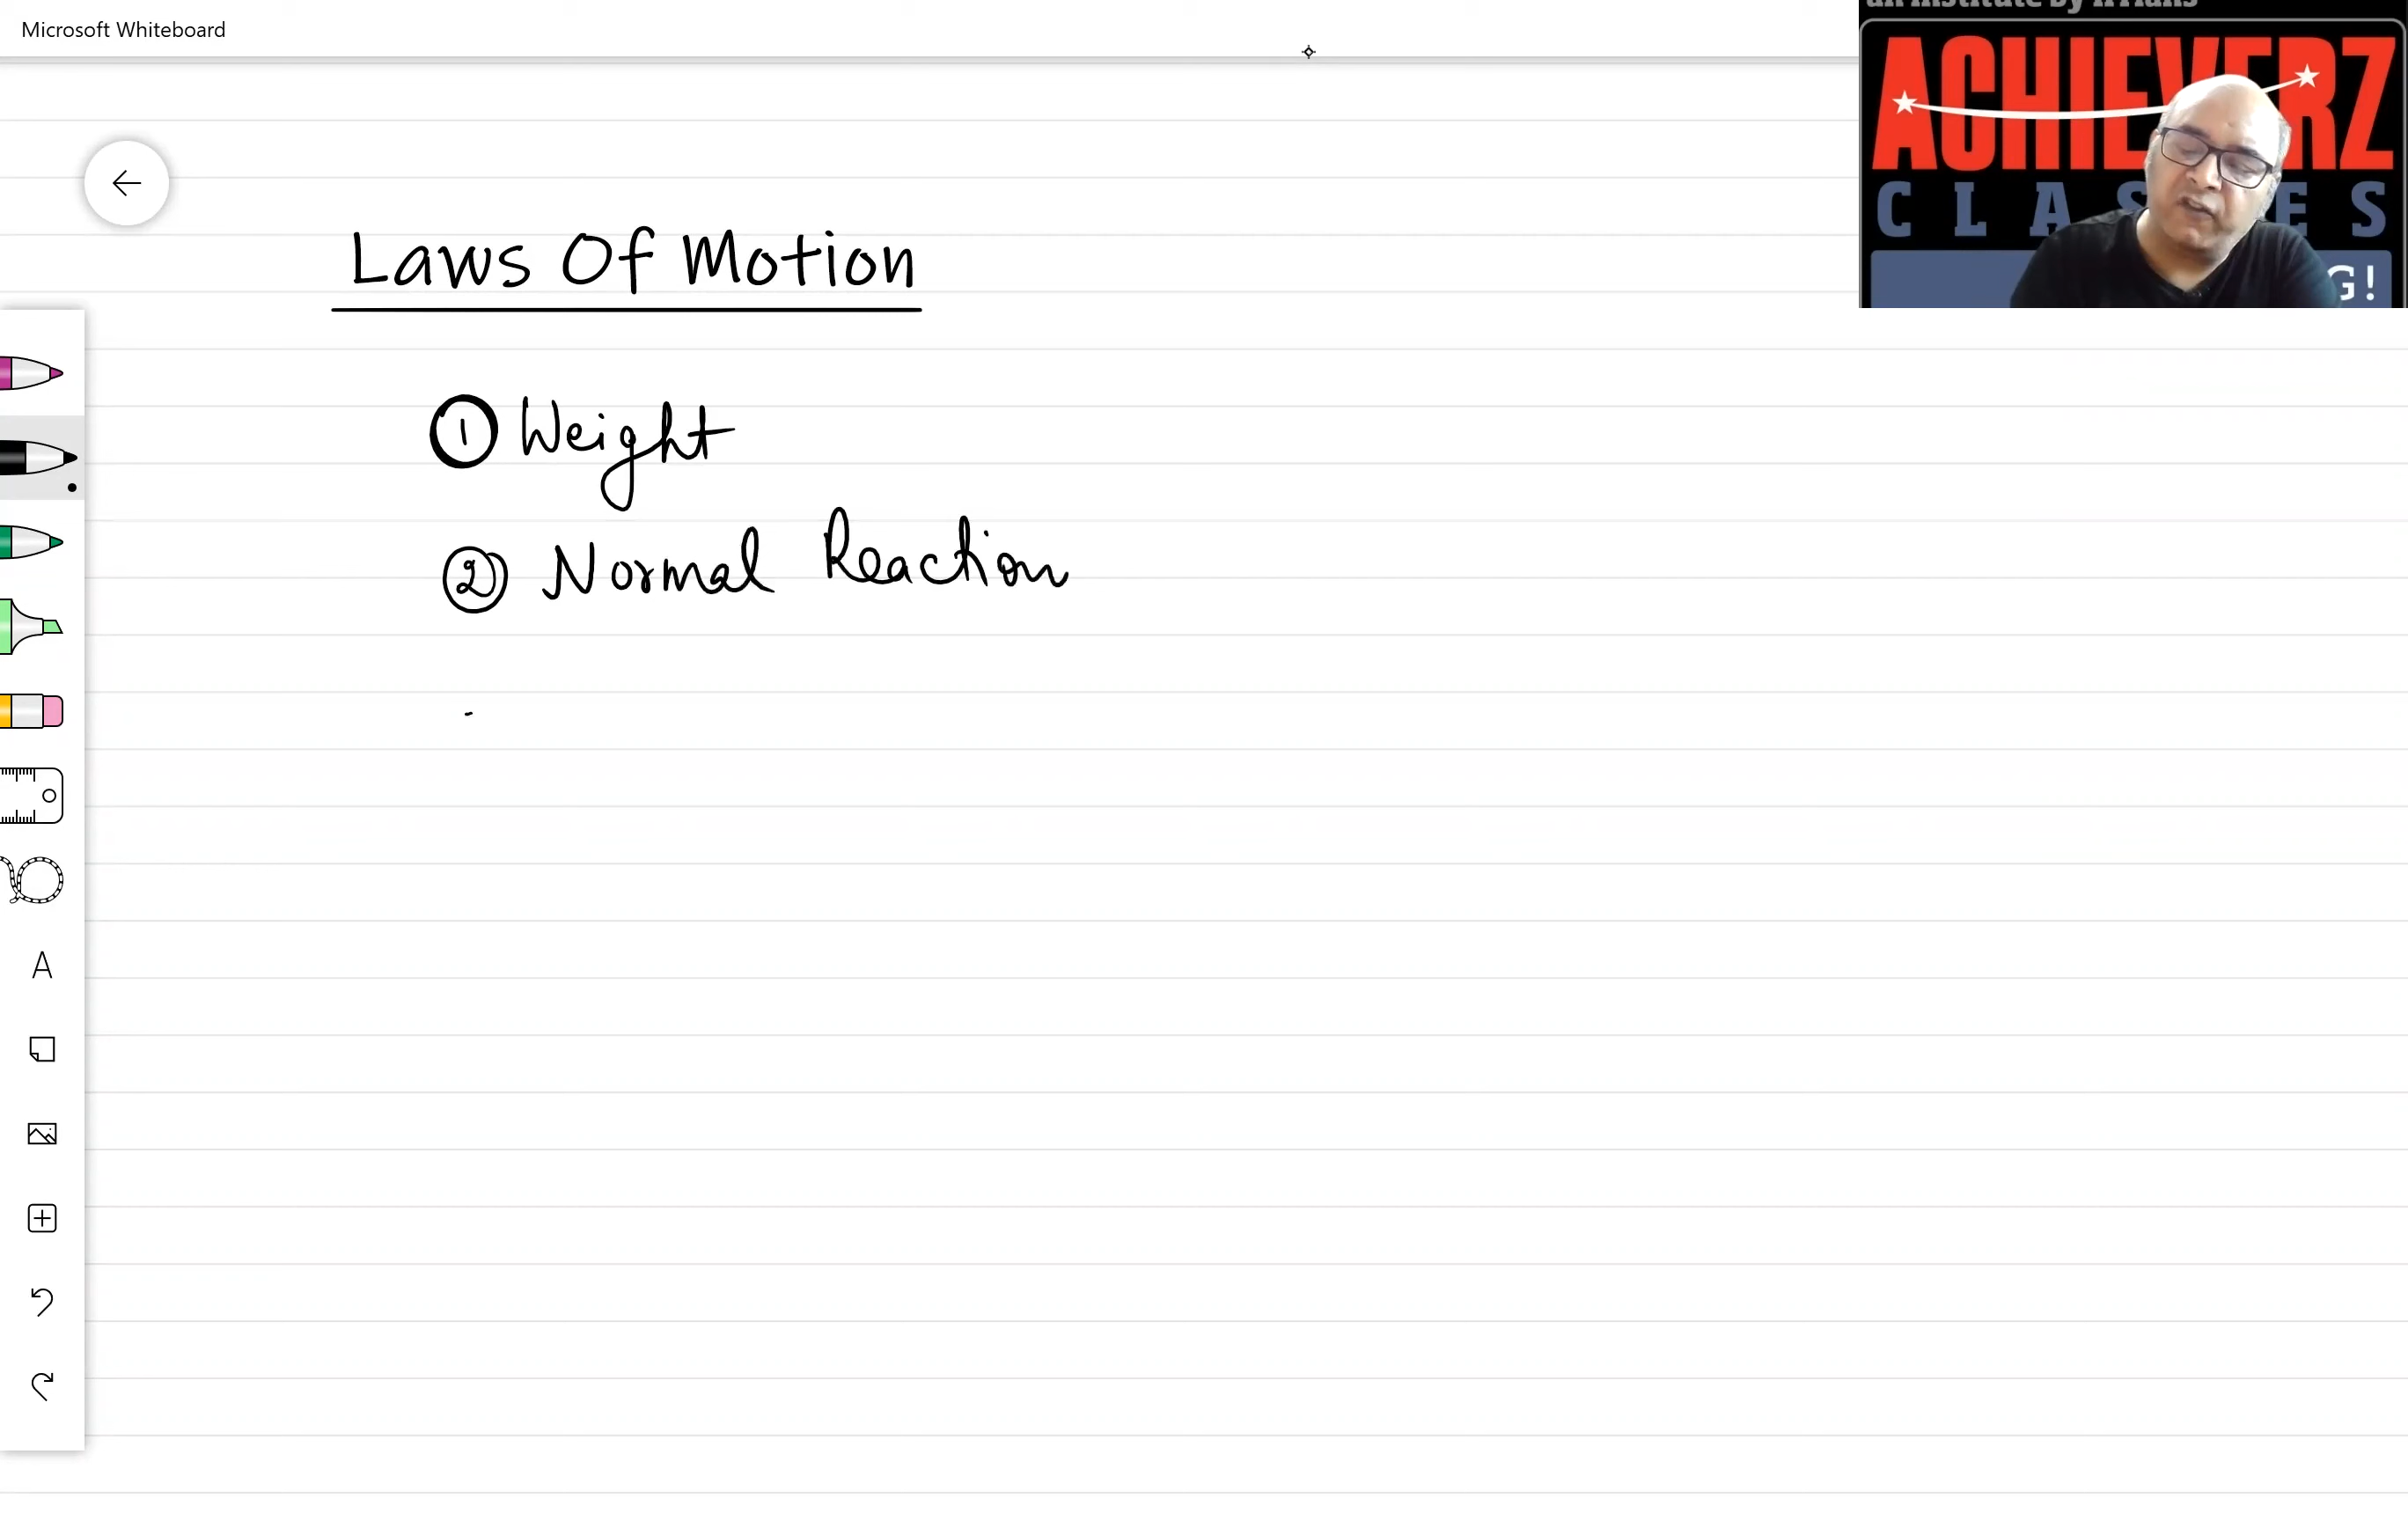 Microsoft Whiteboard
ACHIEVERZ
CLASSES
G!
Laws Of Motion
① Weight
② Normal Reaction
A